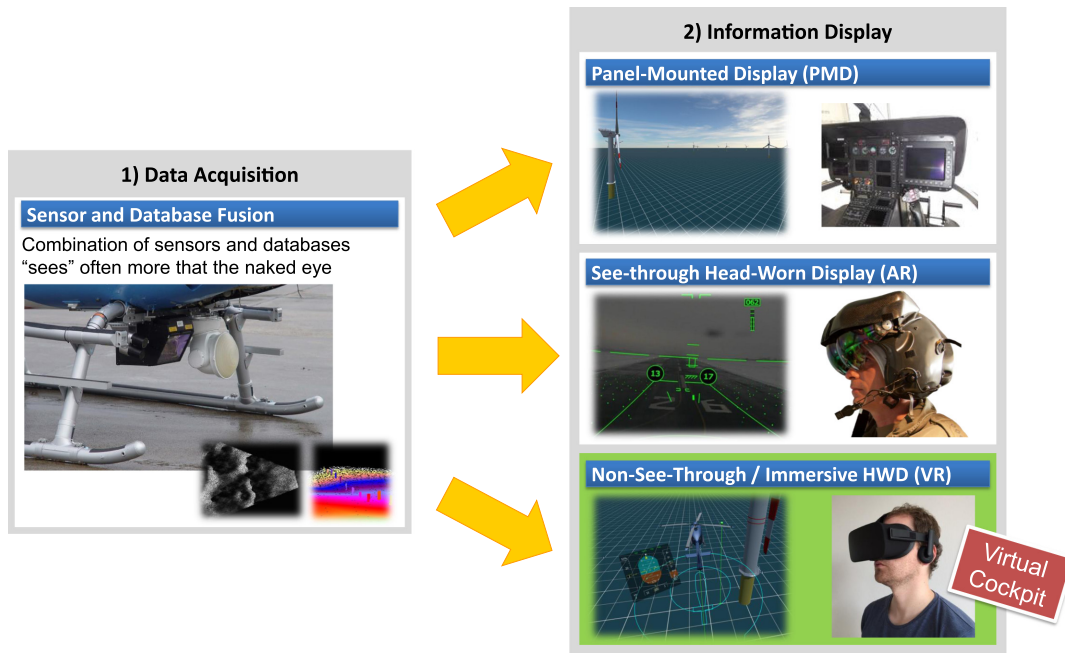 1) Data Acquisition
Sensor and Database Fusion
Combination of sensors and databases
“sees” often more that the naked eye
2) Information Display
Panel-Mounted Display (PMD)
See-through Head-Worn Display (AR)
062
13
17
26
Non-See-Through / Immersive HWD (VR)
Virtual
Cockpit